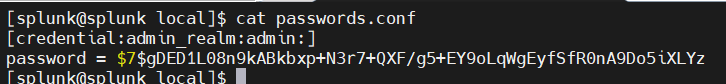 [splunk@splunk local]$ cat passwords.conf
[credential:admin_realm:admin:]
password = $7$gDED1L08n9kABkbxp+N3r7+QXF/g5+EY9oLqWgEyfSfR0nA9Do5iXLYz
[splunk@splunk local]$